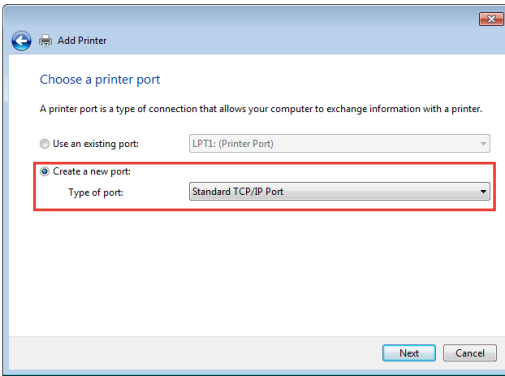 Add Printer
Choose a printer port
A printer port is a type of connection that allows your computer to exchange information with a printer.
Use an existing port: LPT1: (Printer Port)
Create a new port:
Type of port: Standard TCP/IP Port
Next Cancel